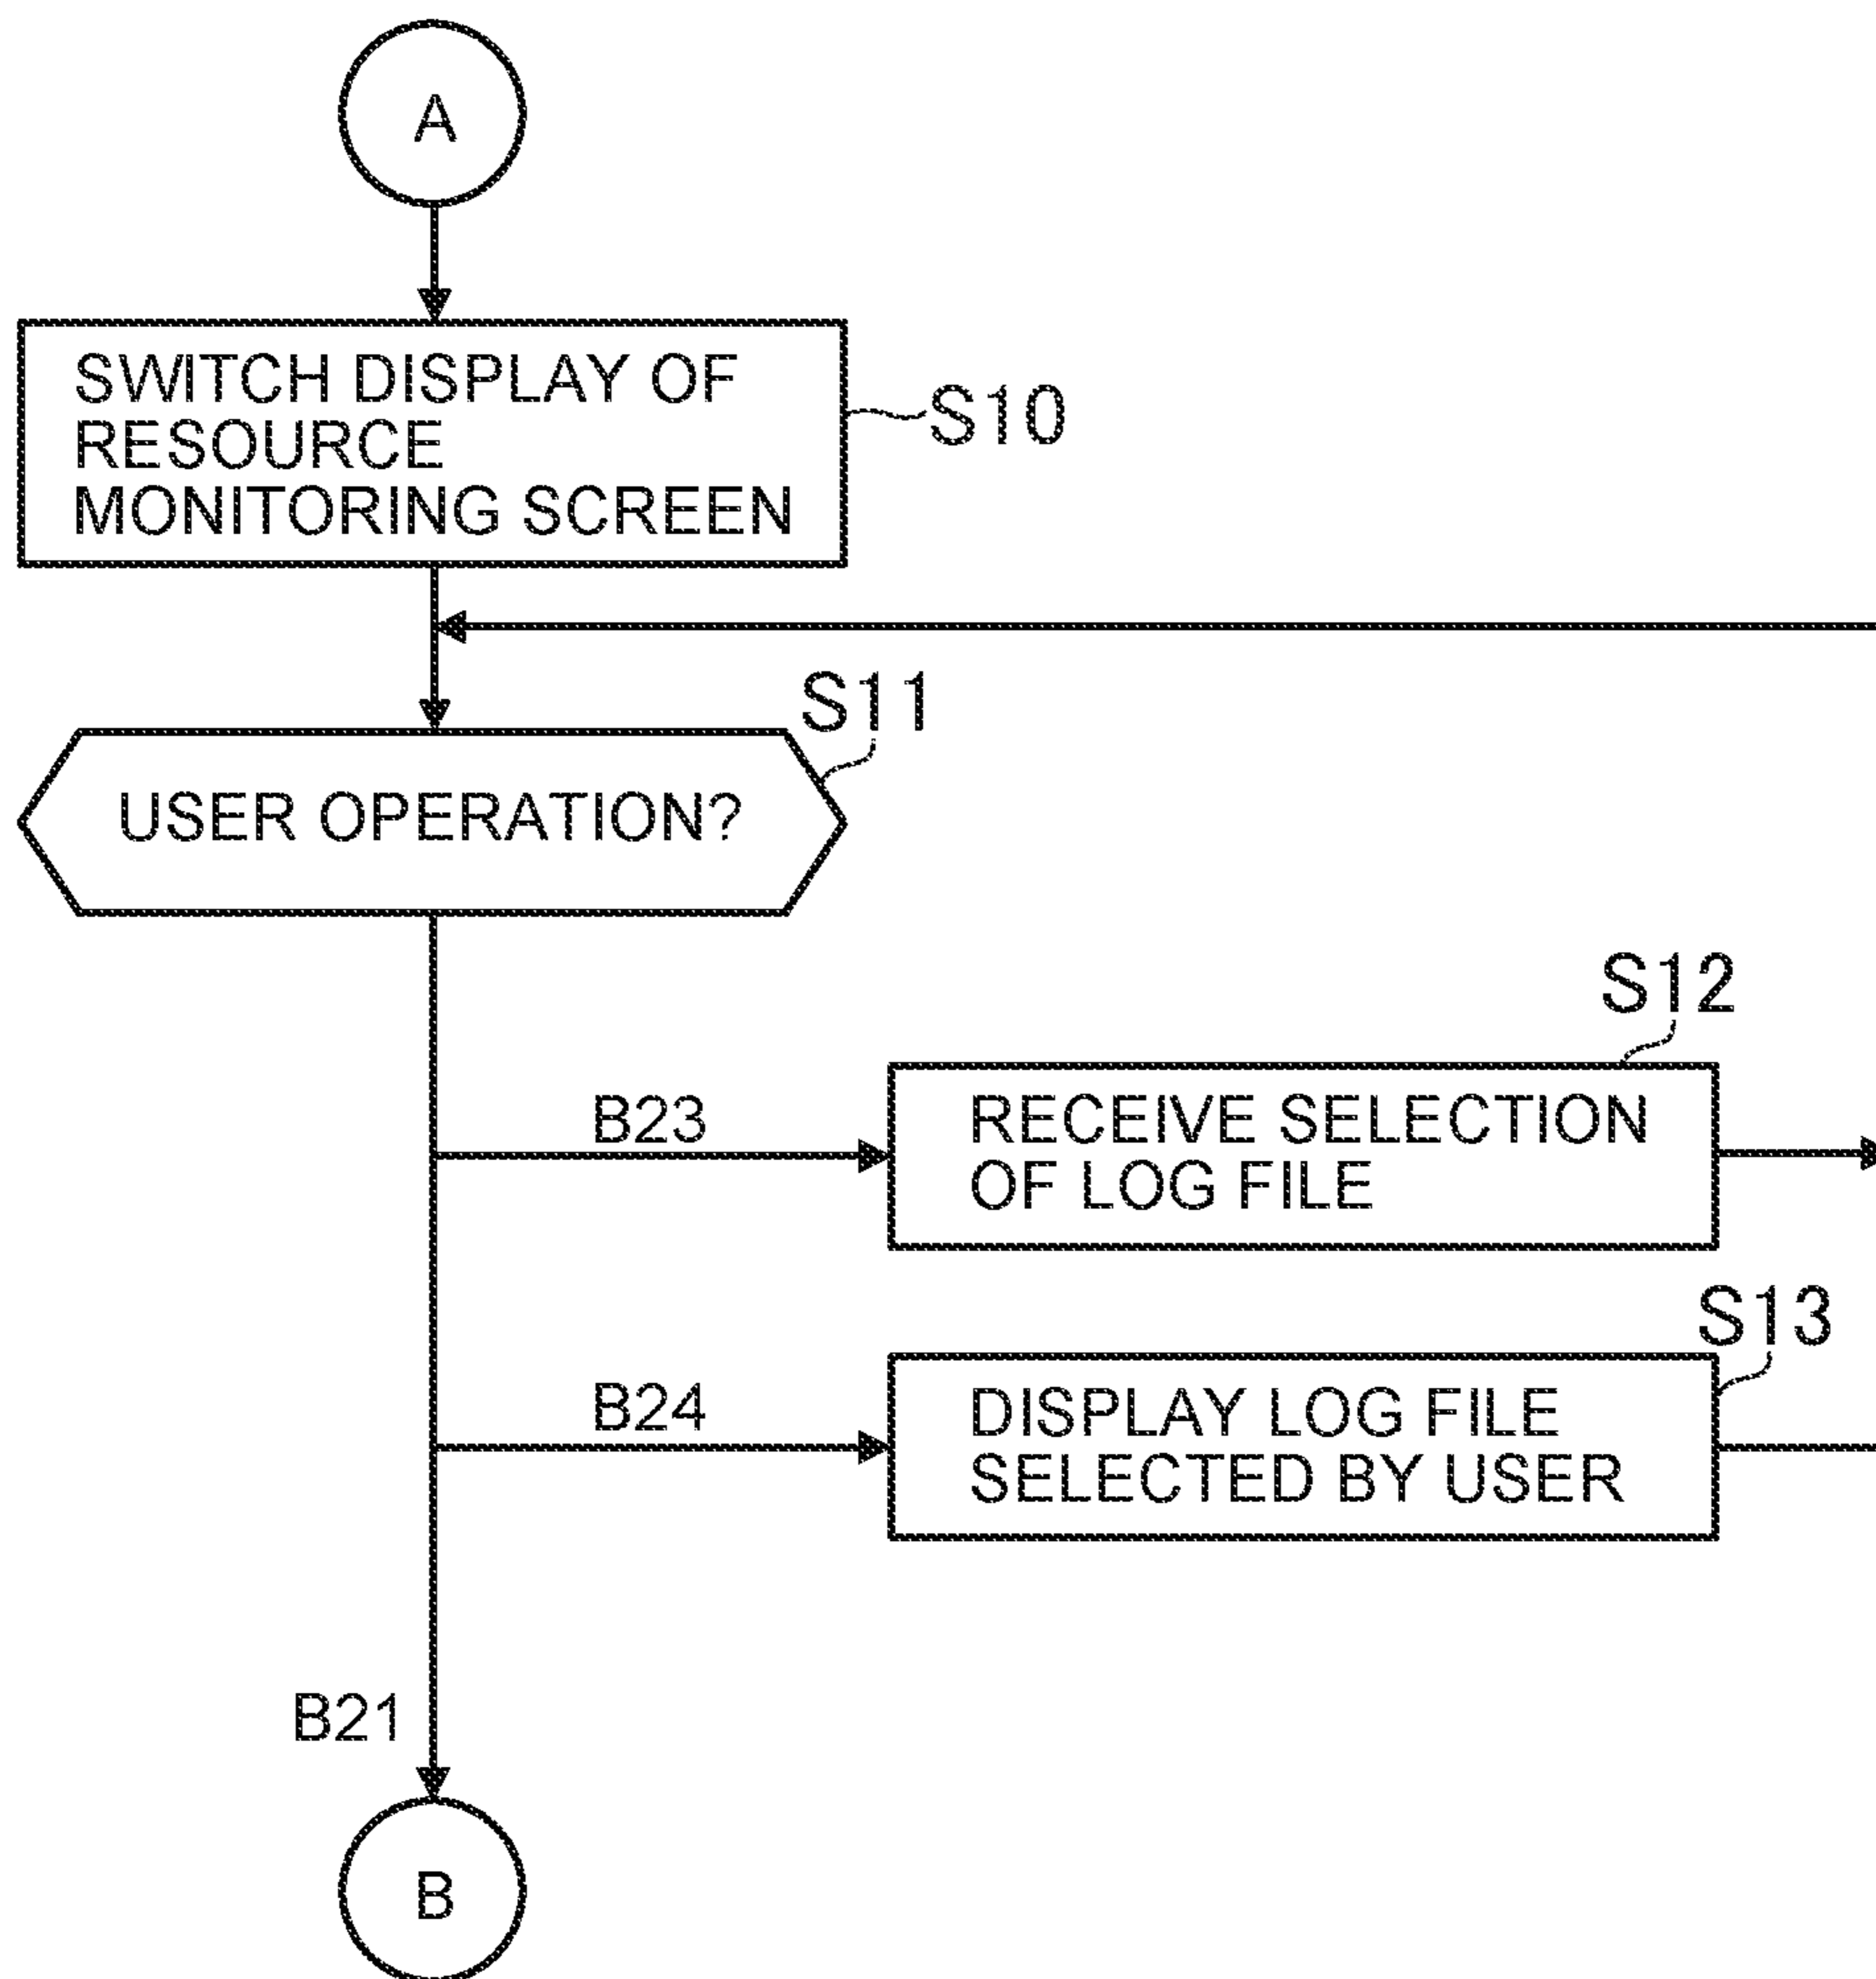 A
SWITCH DISPLAY OF
RESOURCE
MONITORING SCREEN
S10
S11
USER OPERATION?
S12
B23
RECEIVE SELECTION
OF LOG FILE
S13
B24
DISPLAY LOG FILE
SELECTED BY USER
B21
B